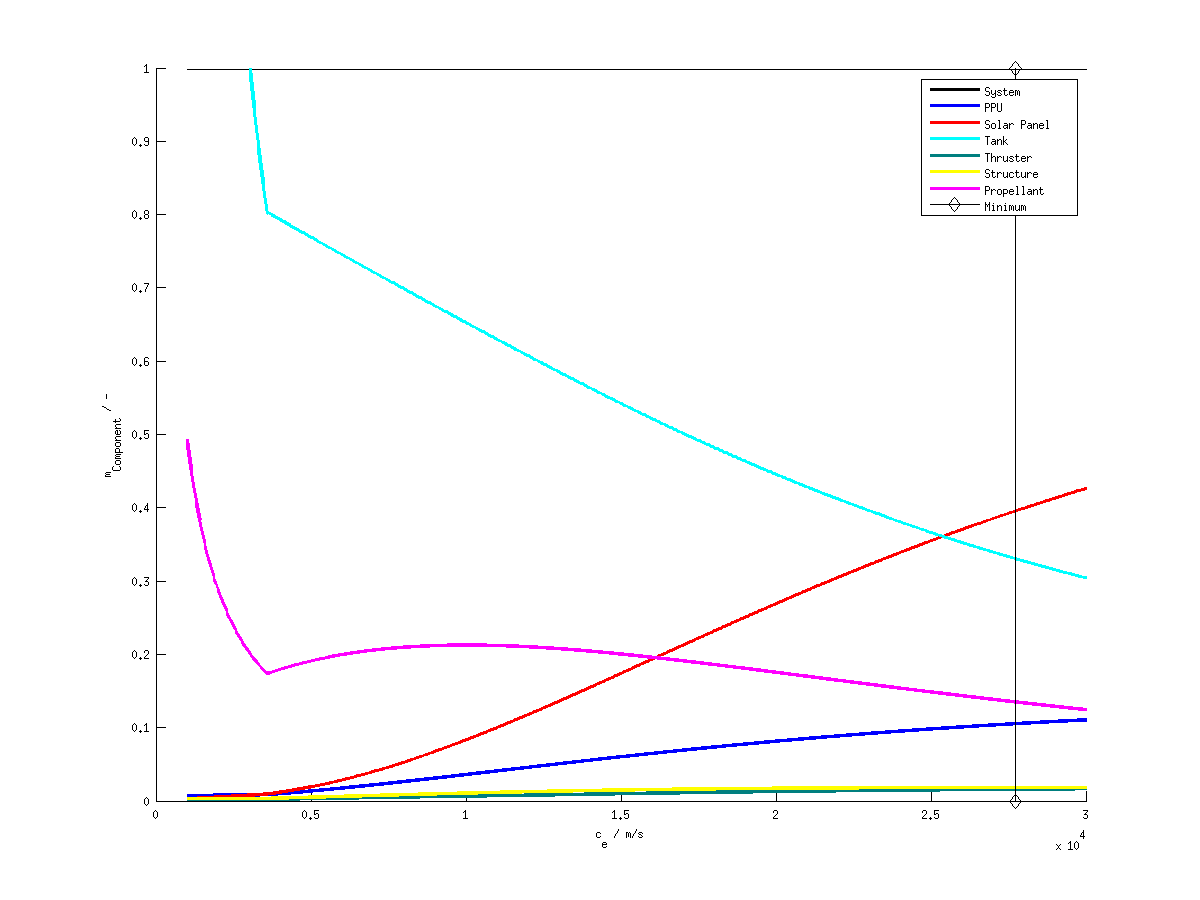 1
0.9
0.8
0.7
0.6
0.5
0.4
0.3
0.2
0.1
0
m_Component / -
System
PPU
Solar Panel
Tank
Thruster
Structure
Propellant
Minimum
0 0.5 1 1.5 2 2.5 3
c_e / m/s
x 10^4